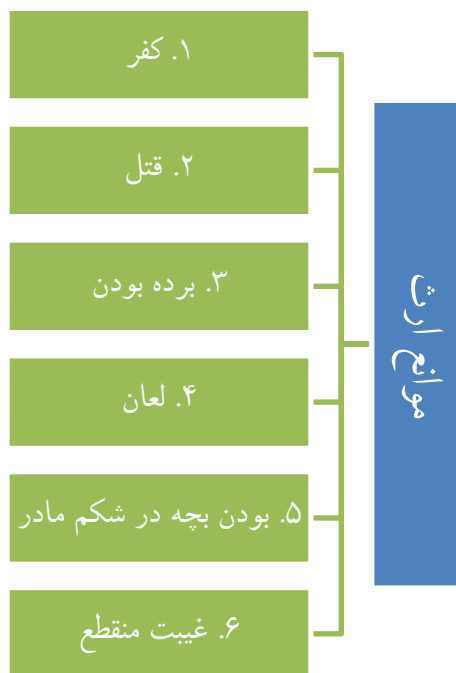 موانع ارث
۱. کفر
۲. قتل
۳. برده بودن
۴. لعان
۵. بودن بچه در شکم مادر
۶. غیبت منقطع